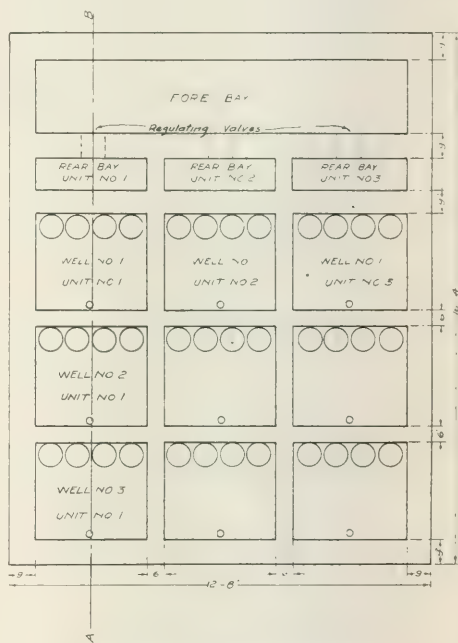 B
FORE BAY
Regulating Valves
REAR BAY
UNIT NO 1
REAR BAY
UNIT NO 2
REAR BAY
UNIT NO 3
WELL NO 1
UNIT NO 1
WELL NO
UNIT NO 2
WELL NO 1
UNIT NO 3
WELL NO 2
UNIT NO 1
WELL NO 3
UNIT NO 1
9
6
9
12-8"
A